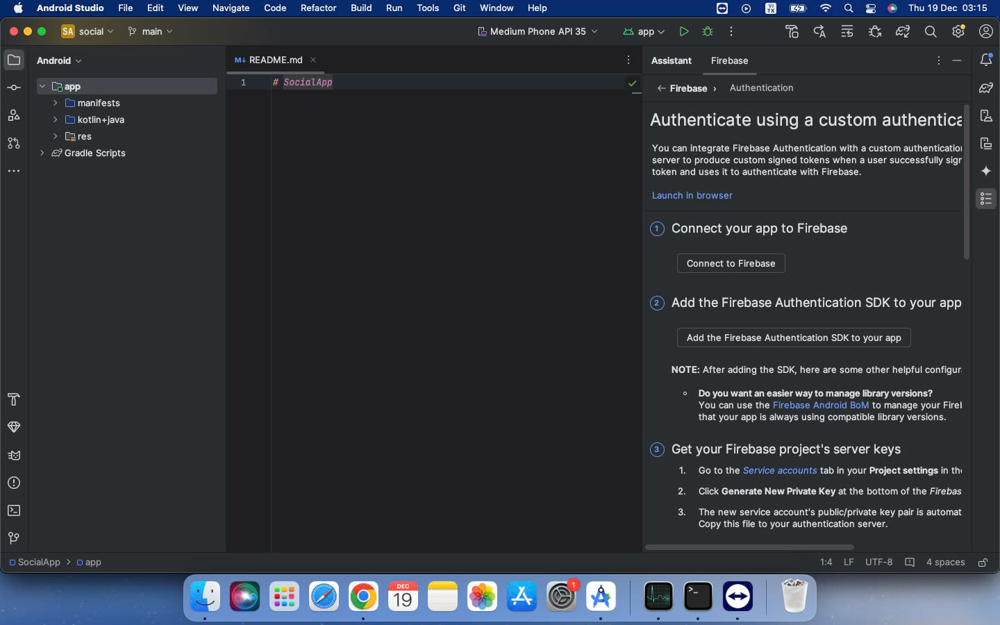 Android Studio File Edit View Navigate Code Refactor Build Run Tools Git Window Help VI TX Thu 19 Dec 03:15
SA social main Medium Phone API 35 app
Android
app
manifests
kotlin+java
res
Gradle Scripts
M↓ README.md
1 # SocialApp
Assistant Firebase
Firebase › Authentication
Authenticate using a custom authentica
You can integrate Firebase Authentication with a custom authentication
server to produce custom signed tokens when a user successfully sign
token and uses it to authenticate with Firebase.
Launch in browser
1 Connect your app to Firebase
Connect to Firebase
2 Add the Firebase Authentication SDK to your app
Add the Firebase Authentication SDK to your app
NOTE: After adding the SDK, here are some other helpful configur
Do you want an easier way to manage library versions?
You can use the Firebase Android BoM to manage your Firel
that your app is always using compatible library versions.
3 Get your Firebase project's server keys
1. Go to the Service accounts tab in your Project settings in the
2. Click Generate New Private Key at the bottom of the Firebas
3. The new service account's public/private key pair is automat
Copy this file to your authentication server.
SocialApp › app 1:4 LF UTF-8 4 spaces
DEC
19
1
>_